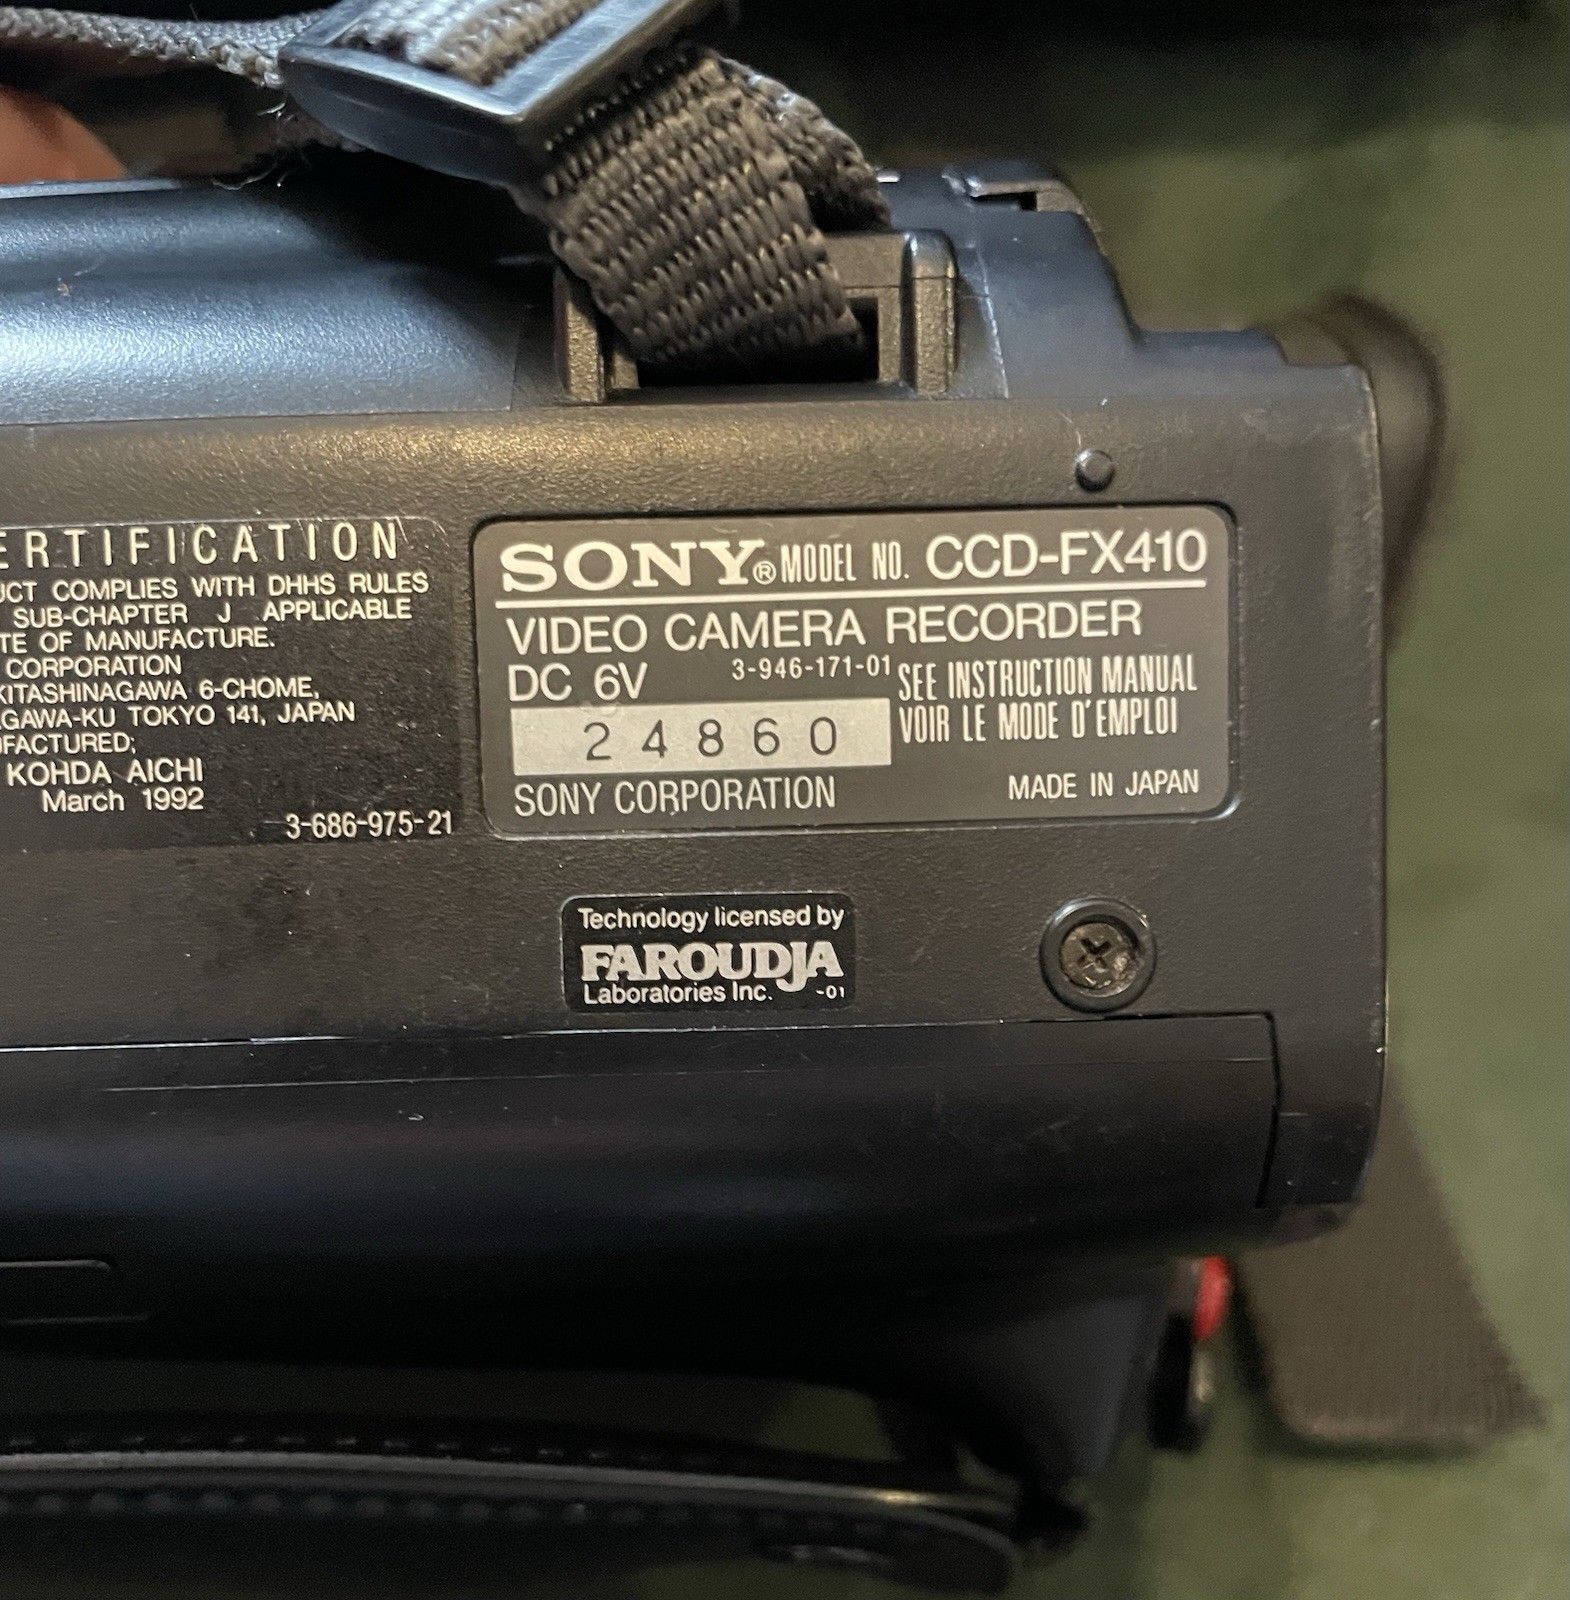 ERTIFICATION
UCT COMPLIES WITH DHHS RULES
SUB-CHAPTER J APPLICABLE
TE OF MANUFACTURE.
CORPORATION
KITASHINAGAWA 6-CHOME,
GAWA-KU TOKYO 141, JAPAN
UFACTURED;
KOHDA AICHI
March 1992
3-686-975-21
SONY® MODEL NO. CCD-FX410
VIDEO CAMERA RECORDER
DC 6V 3-946-171-01 SEE INSTRUCTION MANUAL
VOIR LE MODE D'EMPLOI
24860
SONY CORPORATION MADE IN JAPAN
Technology licensed by
FAROUDJA
Laboratories Inc. -01